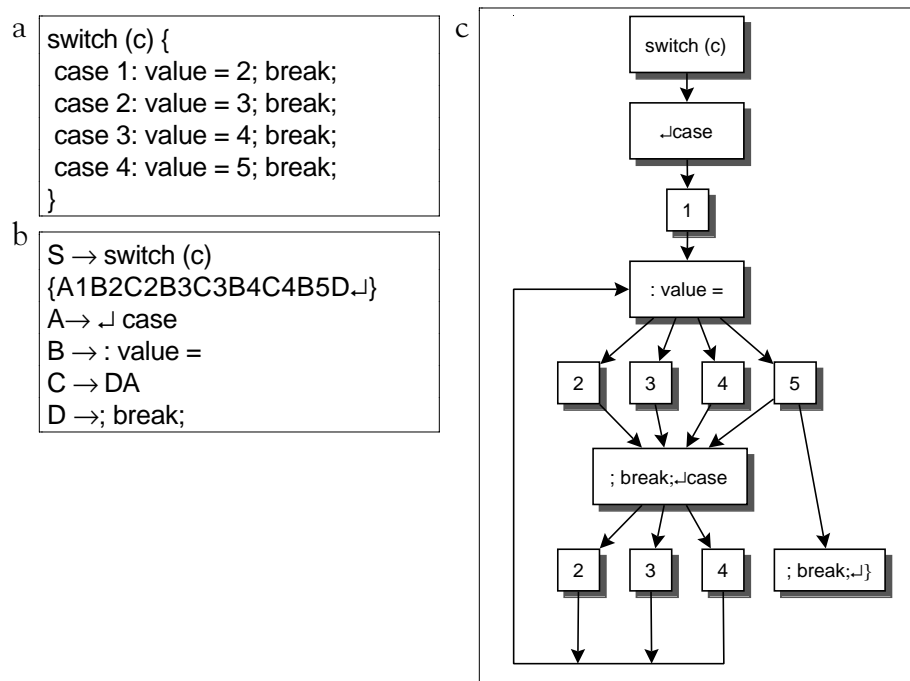 a
switch (c) {
case 1: value = 2; break;
case 2: value = 3; break;
case 3: value = 4; break;
case 4: value = 5; break;
}
b
S → switch (c)
{A1B2C2B3C3B4C4B5D↵}
A→ ↵ case
B → : value =
C → DA
D →; break;
c
switch (c)
↵case
1
: value =
2 3 4 5
; break;↵case
2 3 4 ; break;↵}